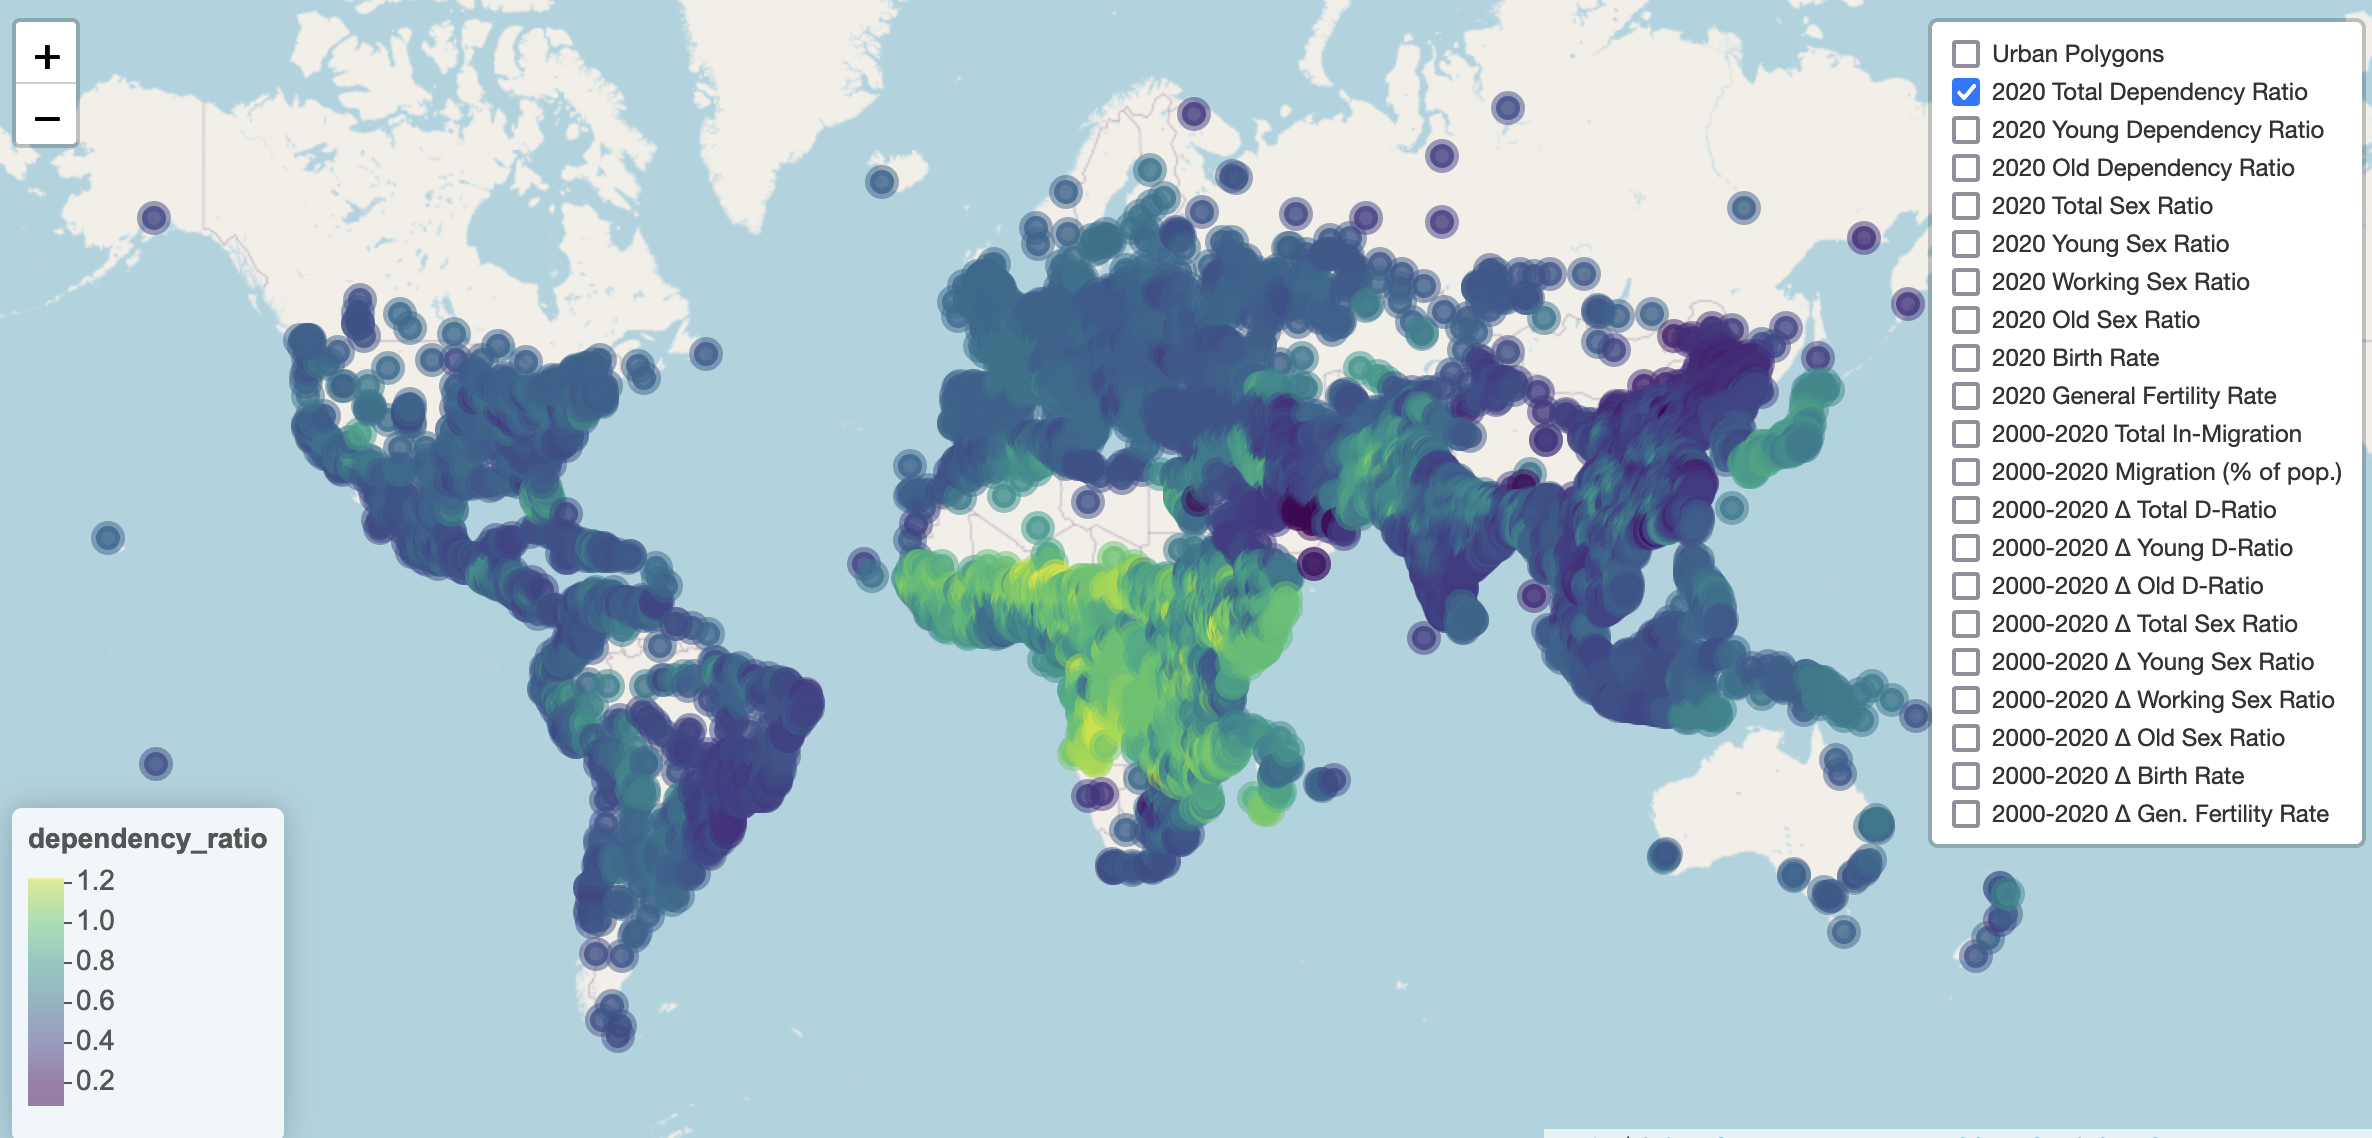 +
−
Urban Polygons
2020 Total Dependency Ratio
2020 Young Dependency Ratio
2020 Old Dependency Ratio
2020 Total Sex Ratio
2020 Young Sex Ratio
2020 Working Sex Ratio
2020 Old Sex Ratio
2020 Birth Rate
2020 General Fertility Rate
2000-2020 Total In-Migration
2000-2020 Migration (% of pop.)
2000-2020 Δ Total D-Ratio
2000-2020 Δ Young D-Ratio
2000-2020 Δ Old D-Ratio
2000-2020 Δ Total Sex Ratio
2000-2020 Δ Young Sex Ratio
2000-2020 Δ Working Sex Ratio
2000-2020 Δ Old Sex Ratio
2000-2020 Δ Birth Rate
2000-2020 Δ Gen. Fertility Rate
dependency_ratio
1.2
1.0
0.8
0.6
0.4
0.2